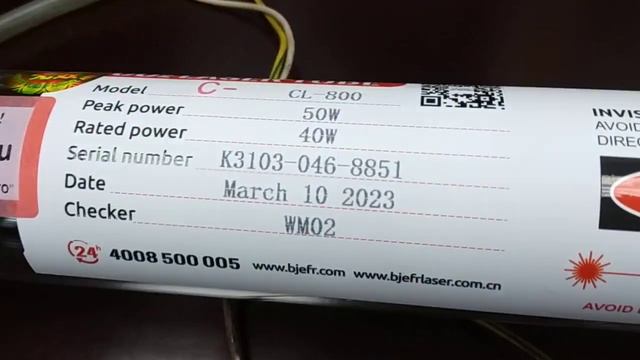 Model C- CL-800
Peak power 50W
Rated power 40W
Serial number K3103-046-8851
Date March 10 2023
Checker WM02
24h 4008 500 005 www.bjefr.com www.bjefrlaser.com.cn
INVIS
AVOID
DIREC
AVOID